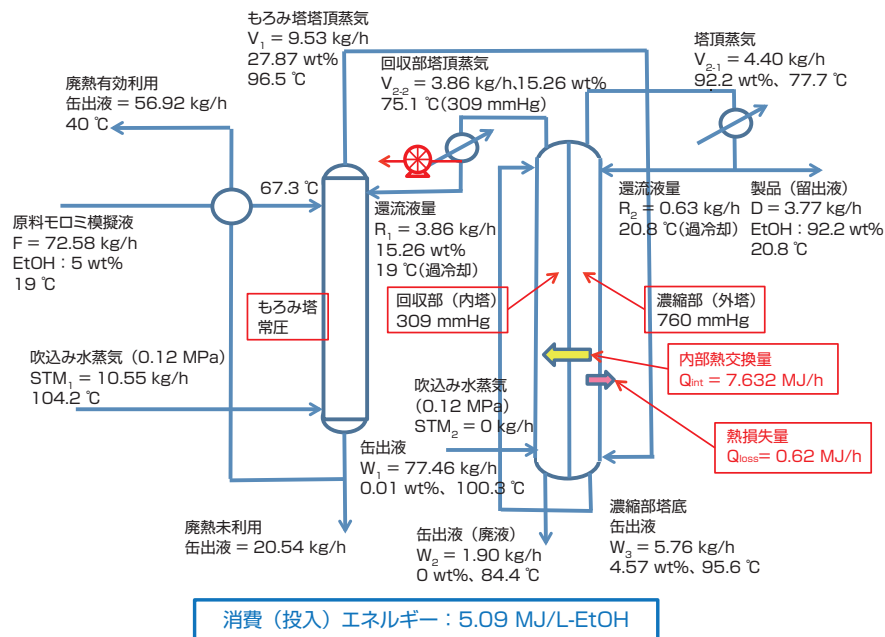 もろみ塔塔頂蒸気
V₁ = 9.53 kg/h
27.87 wt%
96.5 ℃
回収部塔頂蒸気
V₂₋₂ = 3.86 kg/h、15.26 wt%
75.1 ℃(309 mmHg)
塔頂蒸気
V₂₋₁ = 4.40 kg/h
92.2 wt%、77.7 ℃
廃熱有効利用
缶出液 = 56.92 kg/h
40 ℃
67.3 ℃
原料モロミ模擬液
F = 72.58 kg/h
EtOH：5 wt%
19 ℃
還流液量
R₁ = 3.86 kg/h
15.26 wt%
19 ℃(過冷却)
還流液量
R₂ = 0.63 kg/h
20.8 ℃(過冷却)
製品（留出液）
D = 3.77 kg/h
EtOH：92.2 wt%
20.8 ℃
もろみ塔
常圧
回収部（内塔）
309 mmHg
濃縮部（外塔）
760 mmHg
吹込み水蒸気（0.12 MPa）
STM₁ = 10.55 kg/h
104.2 ℃
内部熱交換量
Qint = 7.632 MJ/h
吹込み水蒸気
(0.12 MPa)
STM₂ = 0 kg/h
熱損失量
Qloss= 0.62 MJ/h
缶出液
W₁ = 77.46 kg/h
0.01 wt%、100.3 ℃
廃熱未利用
缶出液 = 20.54 kg/h
缶出液（廃液）
W₂ = 1.90 kg/h
0 wt%、84.4 ℃
濃縮部塔底
缶出液
W₃ = 5.76 kg/h
4.57 wt%、95.6 ℃
消費（投入）エネルギー：5.09 MJ/L-EtOH